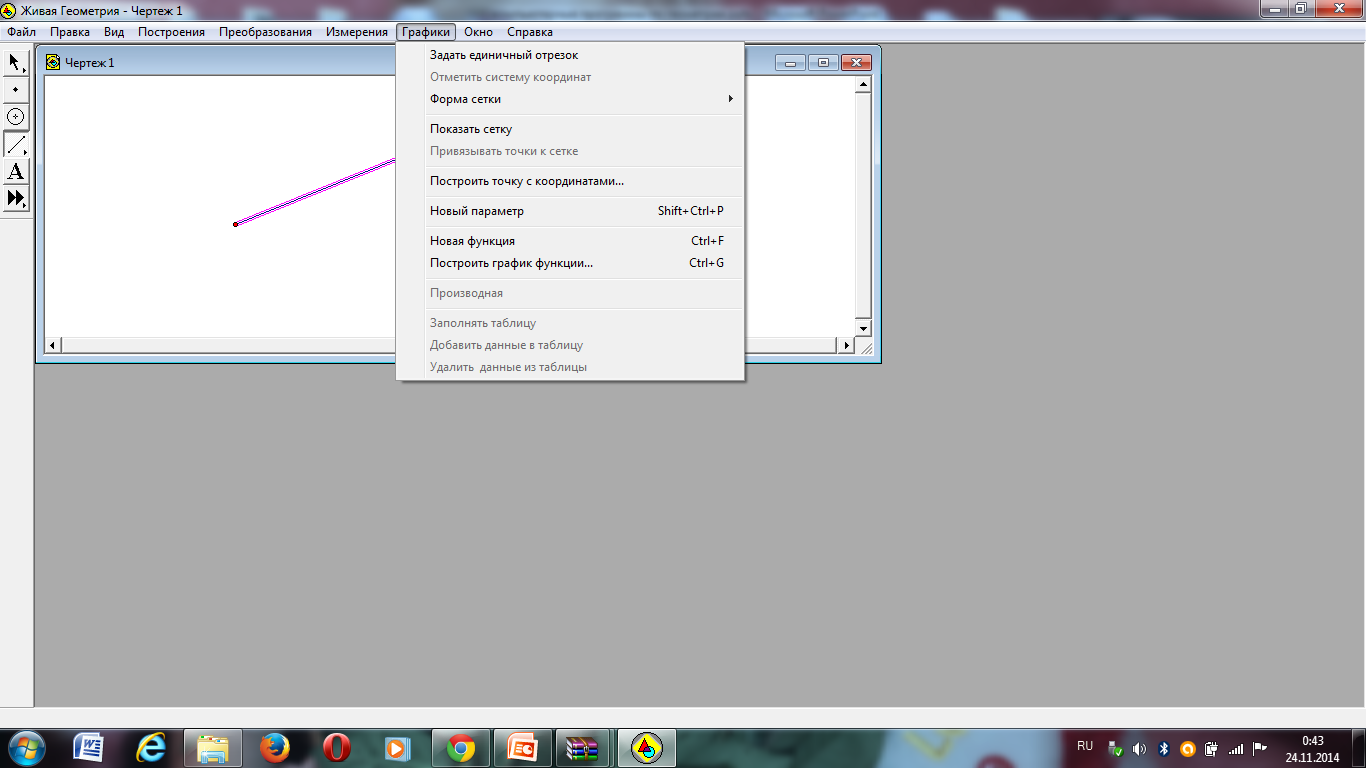 Живая Геометрия - Чертеж 1
Файл Правка Вид Построения Преобразования Измерения Графики Окно Справка
Чертеж1
Задать единичный отрезок
Отметить систему координат
Форма сетки
Показать сетку
Привязывать точки к сетке
Построить точку с координатами...
Новый параметр Shift+Ctrl+P
Новая функция Ctrl+F
Построить график функции... Ctrl+G
Производная
Заполнять таблицу
Добавить данные в таблицу
Удалить данные из таблицы
A
RU
0:43
24.11.2014